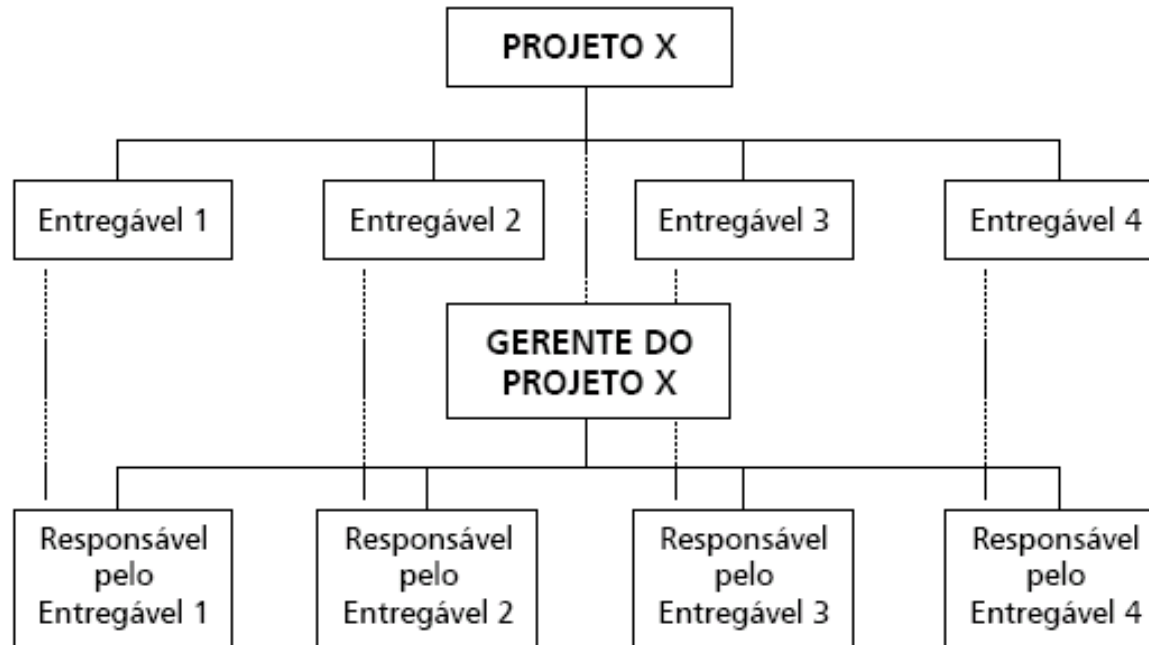 PROJETO X
Entregável 1
Entregável 2
Entregável 3
Entregável 4
GERENTE DO
PROJETO X
Responsável
pelo
Entregável 1
Responsável
pelo
Entregável 2
Responsável
pelo
Entregável 3
Responsável
pelo
Entregável 4